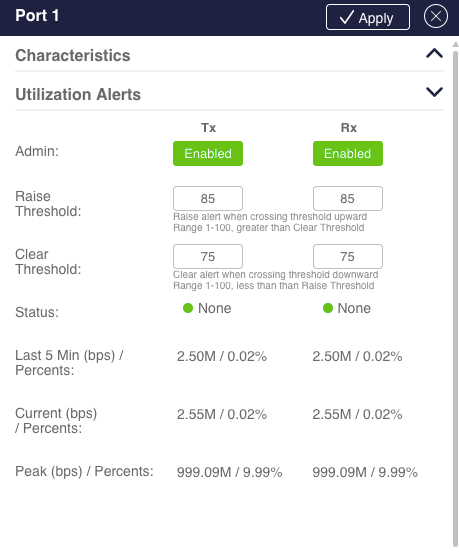 Port 1
Apply
Characteristics
Utilization Alerts
Tx Rx
Admin: Enabled Enabled
Raise Threshold: 85 85
Raise alert when crossing threshold upward
Range 1-100, greater than Clear Threshold
Clear Threshold: 75 75
Clear alert when crossing threshold downward
Range 1-100, less than than Raise Threshold
Status: None None
Last 5 Min (bps) / Percents: 2.50M / 0.02% 2.50M / 0.02%
Current (bps) / Percents: 2.55M / 0.02% 2.55M / 0.02%
Peak (bps) / Percents: 999.09M / 9.99% 999.09M / 9.99%